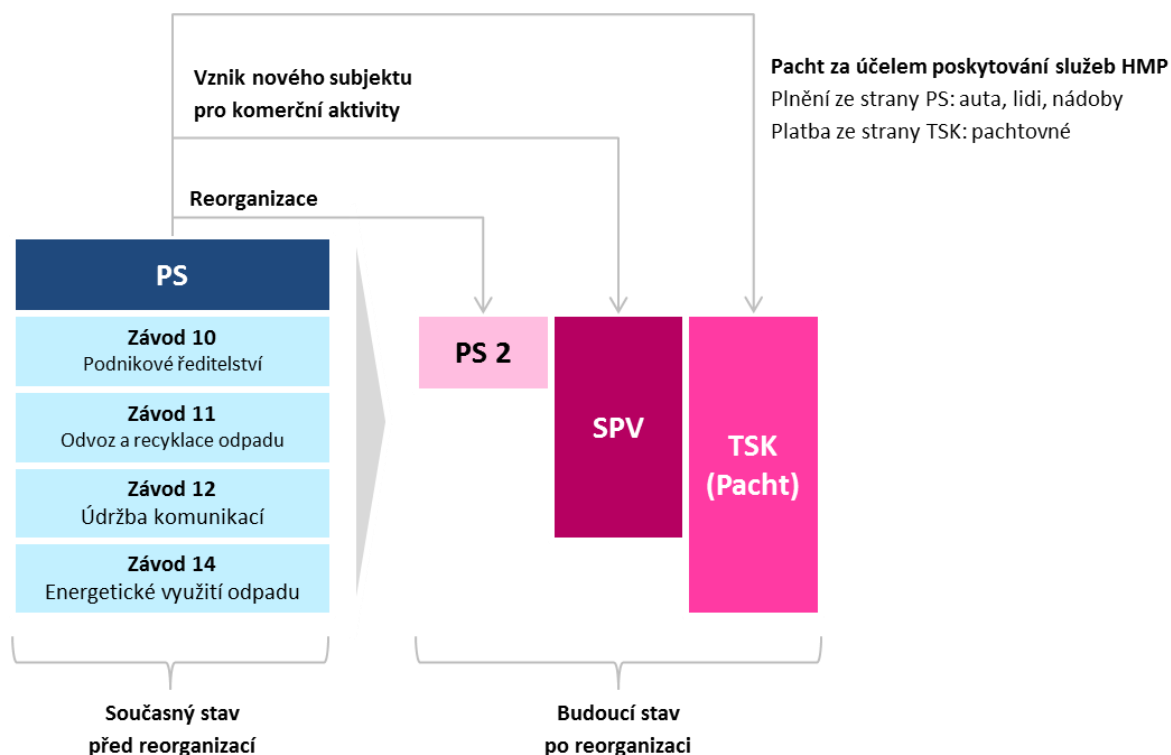 Vznik nového subjektu
pro komerční aktivity
Pacht za účelem poskytování služeb HMP
Plnění ze strany PS: auta, lidi, nádoby
Platba ze strany TSK: pachtovné
Reorganizace
PS
Závod 10
Podnikové ředitelství
Závod 11
Odvoz a recyklace odpadu
Závod 12
Údržba komunikací
Závod 14
Energetické využití odpadu
PS 2
SPV
TSK
(Pacht)
Současný stav
před reorganizací
Budoucí stav
po reorganizaci